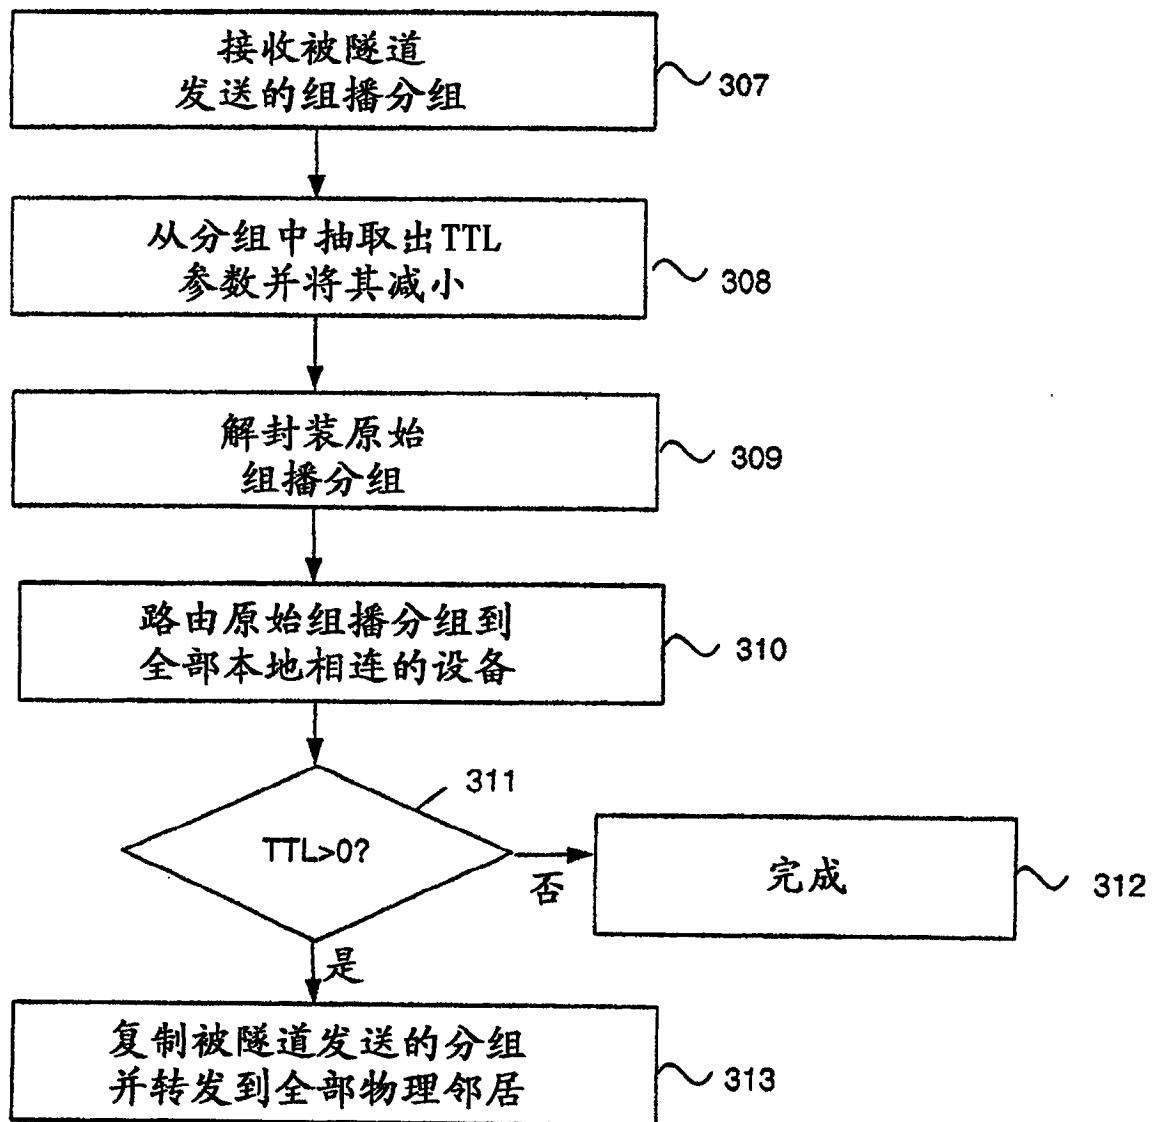 接收被隧道
发送的组播分组
307
从分组中抽取出TTL
参数并将其减小
308
解封装原始
组播分组
309
路由原始组播分组到
全部本地相连的设备
310
311
TTL>0?
否
完成
312
是
复制被隧道发送的分组
并转发到全部物理邻居
313